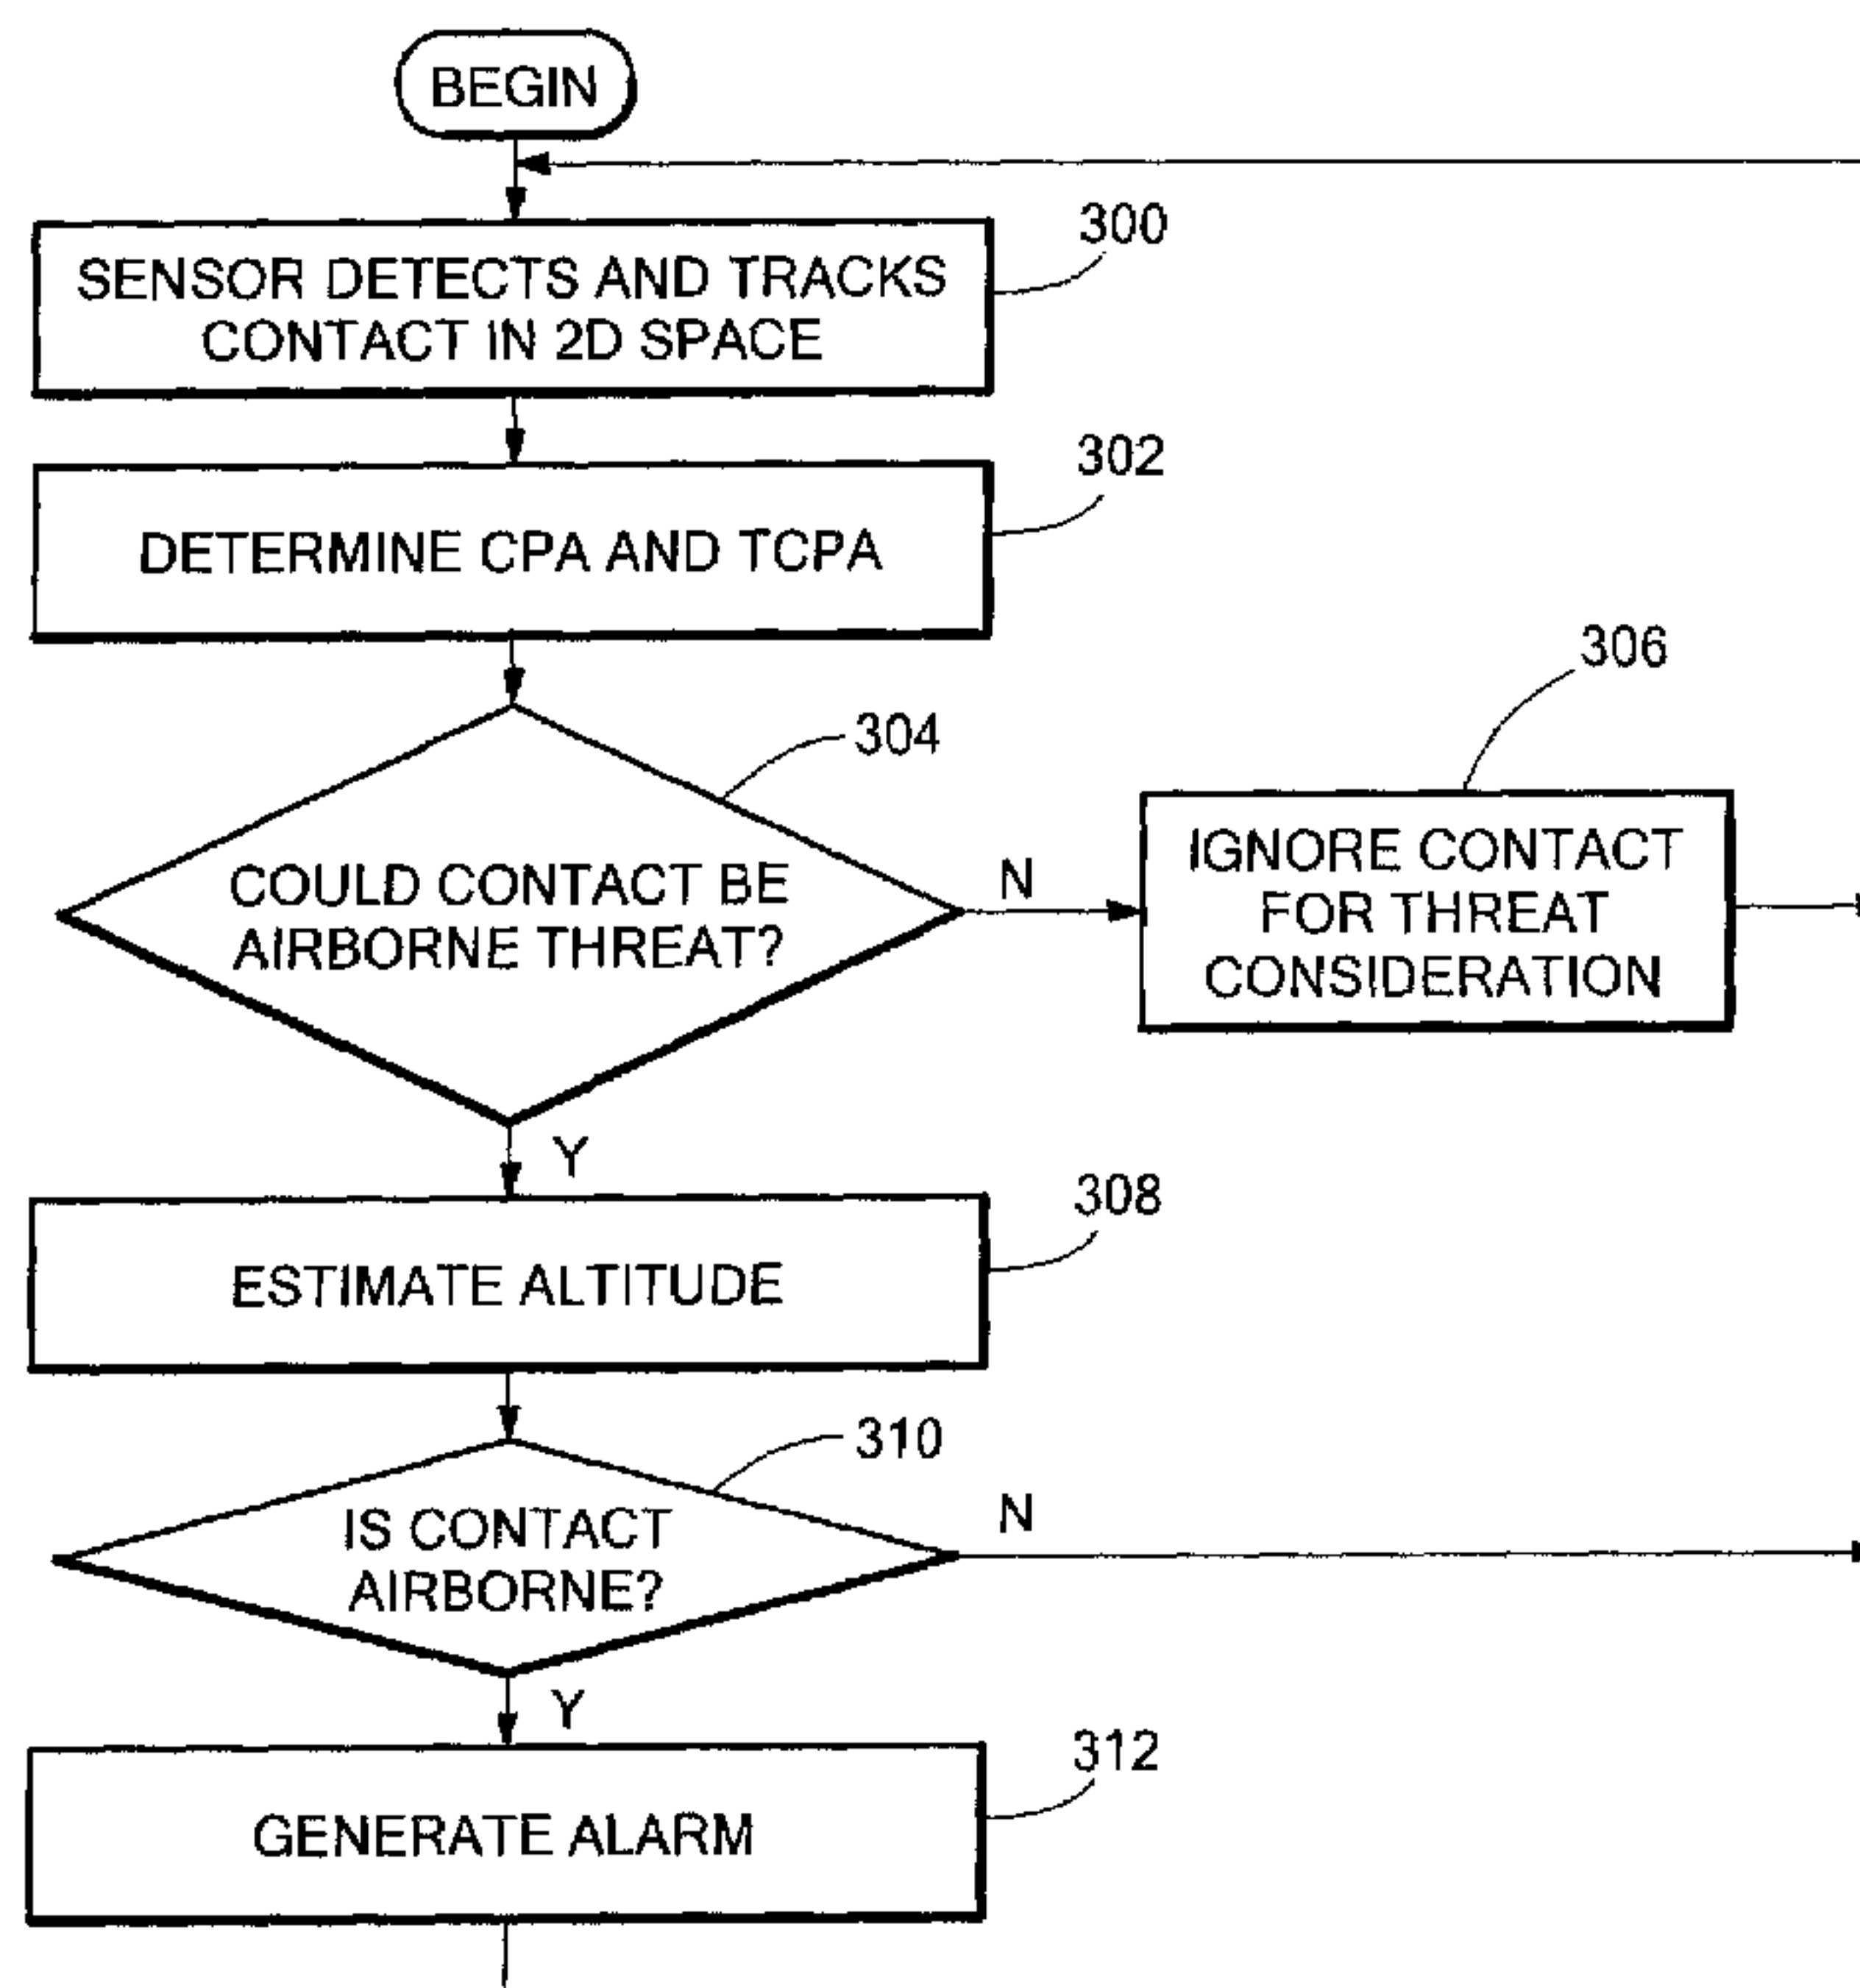 BEGIN
300
SENSOR DETECTS AND TRACKS
CONTACT IN 2D SPACE
302
DETERMINE CPA AND TCPA
304
COULD CONTACT BE
AIRBORNE THREAT?
N
306
IGNORE CONTACT
FOR THREAT
CONSIDERATION
Y
308
ESTIMATE ALTITUDE
310
IS CONTACT
AIRBORNE?
N
Y
312
GENERATE ALARM